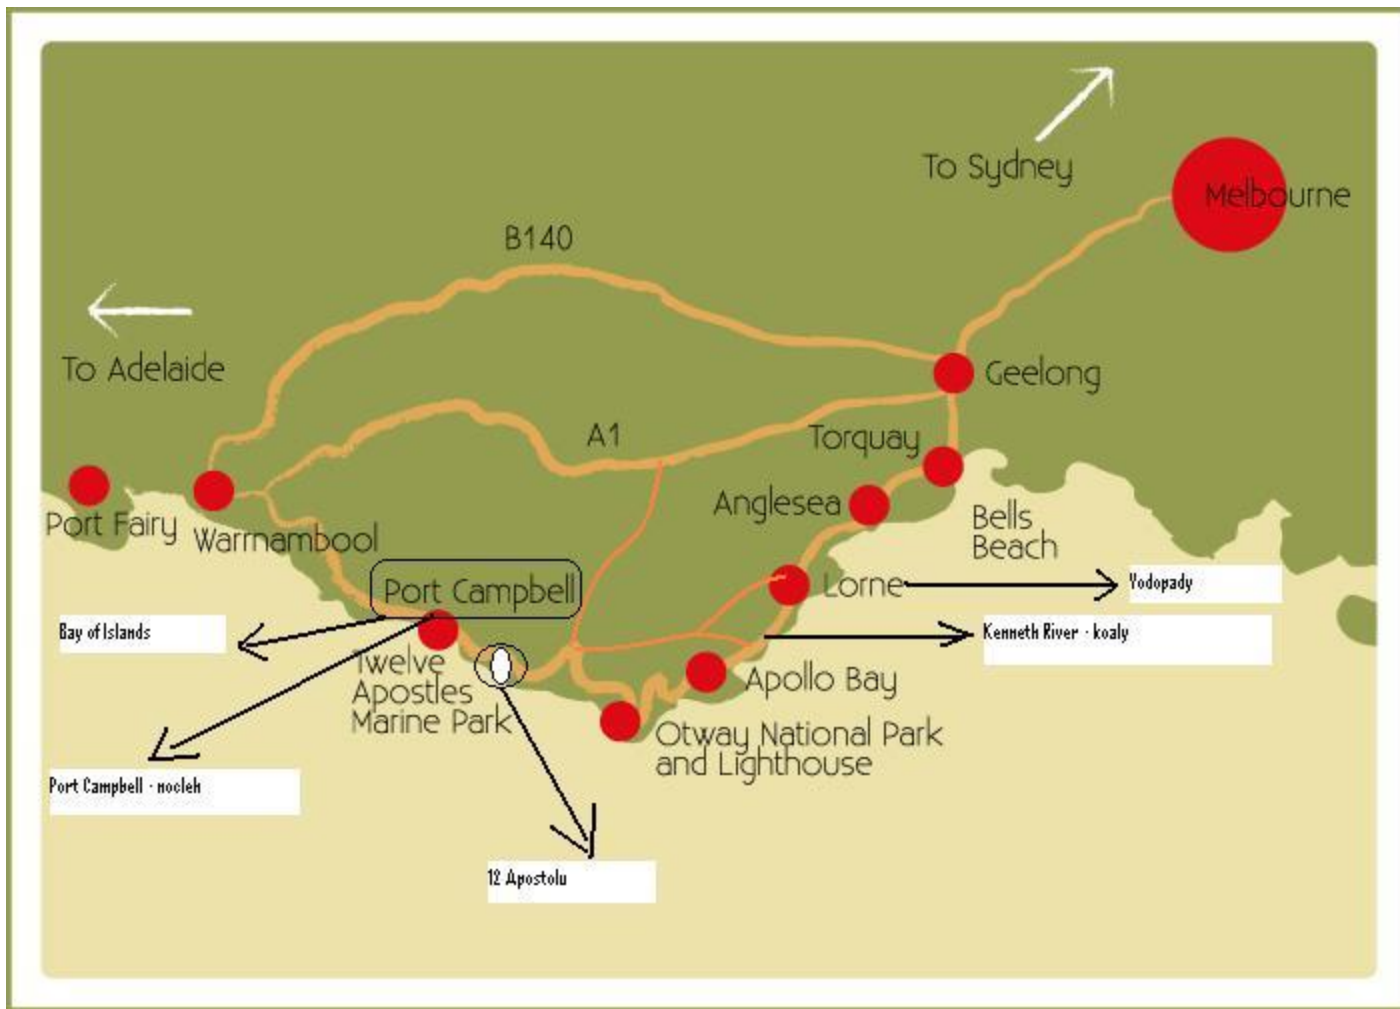 To Sydney
Melbourne
B140
To Adelaide
Geelong
A1
Torquay
Anglesea
Bells
Beach
Port Fairy
Warrnambool
Port Campbell
Lorne
Vodopady
Bay of Islands
Kenneth River - koaly
Twelve
Apostles
Marine Park
Apollo Bay
Otway National Park
and Lighthouse
Port Campbell - nocleh
12 Apostolu